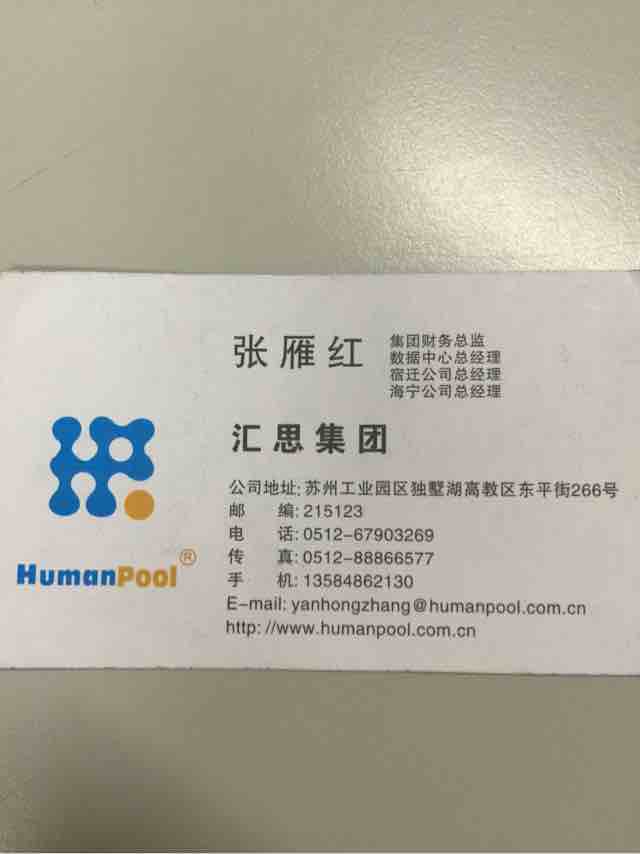 张雁红
集团财务总监
数据中心总经理
宿迁公司总经理
海宁公司总经理
汇思集团
公司地址: 苏州工业园区独墅湖高教区东平街266号
邮 编: 215123
电 话: 0512-67903269
传 真: 0512-88866577
手 机: 13584862130
E-mail: yanhongzhang@humanpool.com.cn
http: //www.humanpool.com.cn
HumanPool®